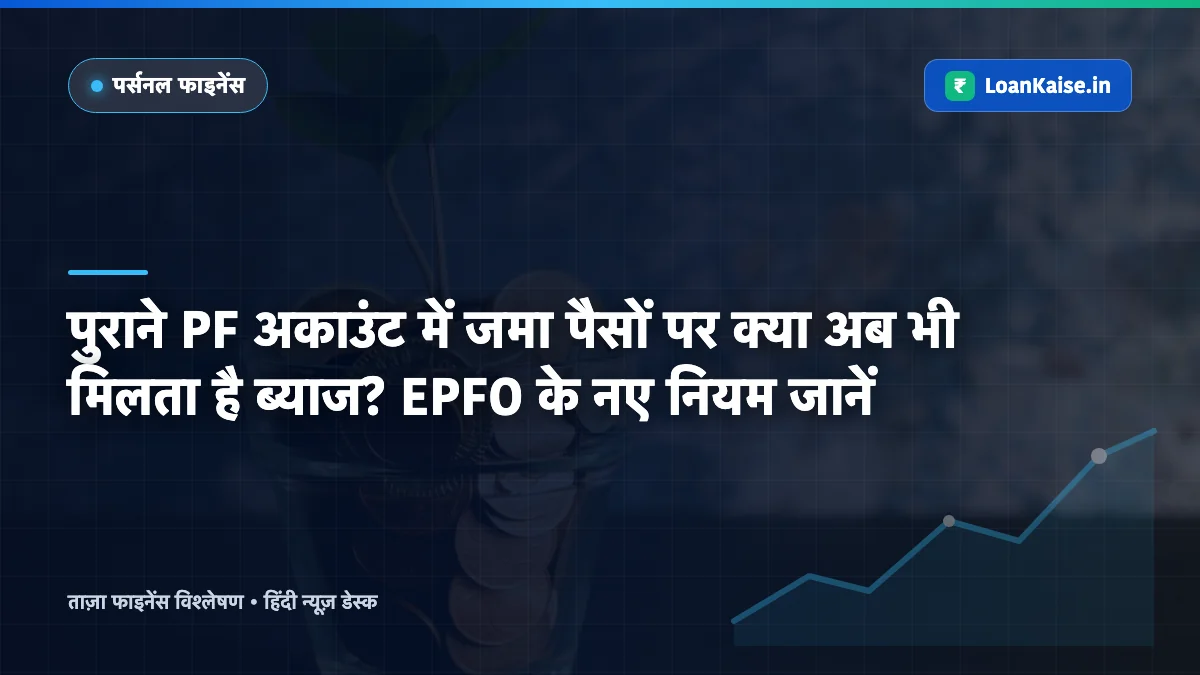 पर्सनल फाइनेंस
₹ LoanKaise.in
पुराने PF अकाउंट में जमा पैसों पर क्या अब भी
मिलता है ब्याज? EPFO के नए नियम जानें
ताज़ा फाइनेंस विश्लेषण • हिंदी न्यूज़ डेस्क